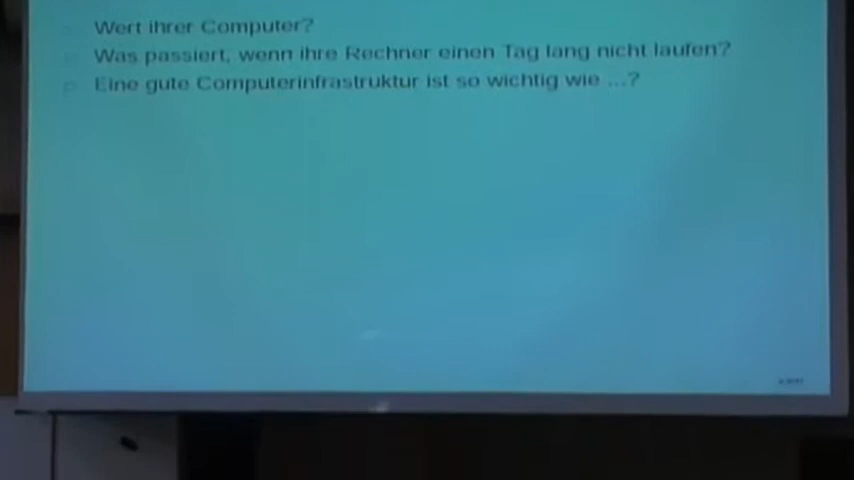 Wert ihrer Computer?
Was passiert, wenn ihre Rechner einen Tag lang nicht laufen?
Eine gute Computerinfrastruktur ist so wichtig wie ...?